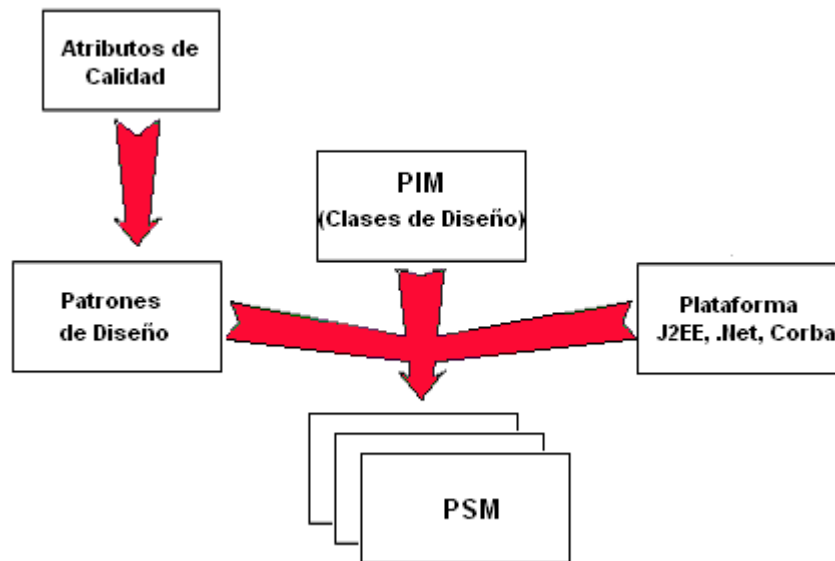 Atributos de
Calidad
PIM
(Clases de Diseño)
Patrones
de Diseño
Plataforma
J2EE, .Net, Corba
PSM